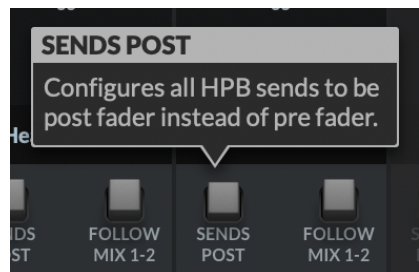 SENDS POST
Configures all HPB sends to be
post fader instead of pre fader.
FOLLOW
MIX 1-2
SENDS
POST
FOLLOW
MIX 1-2